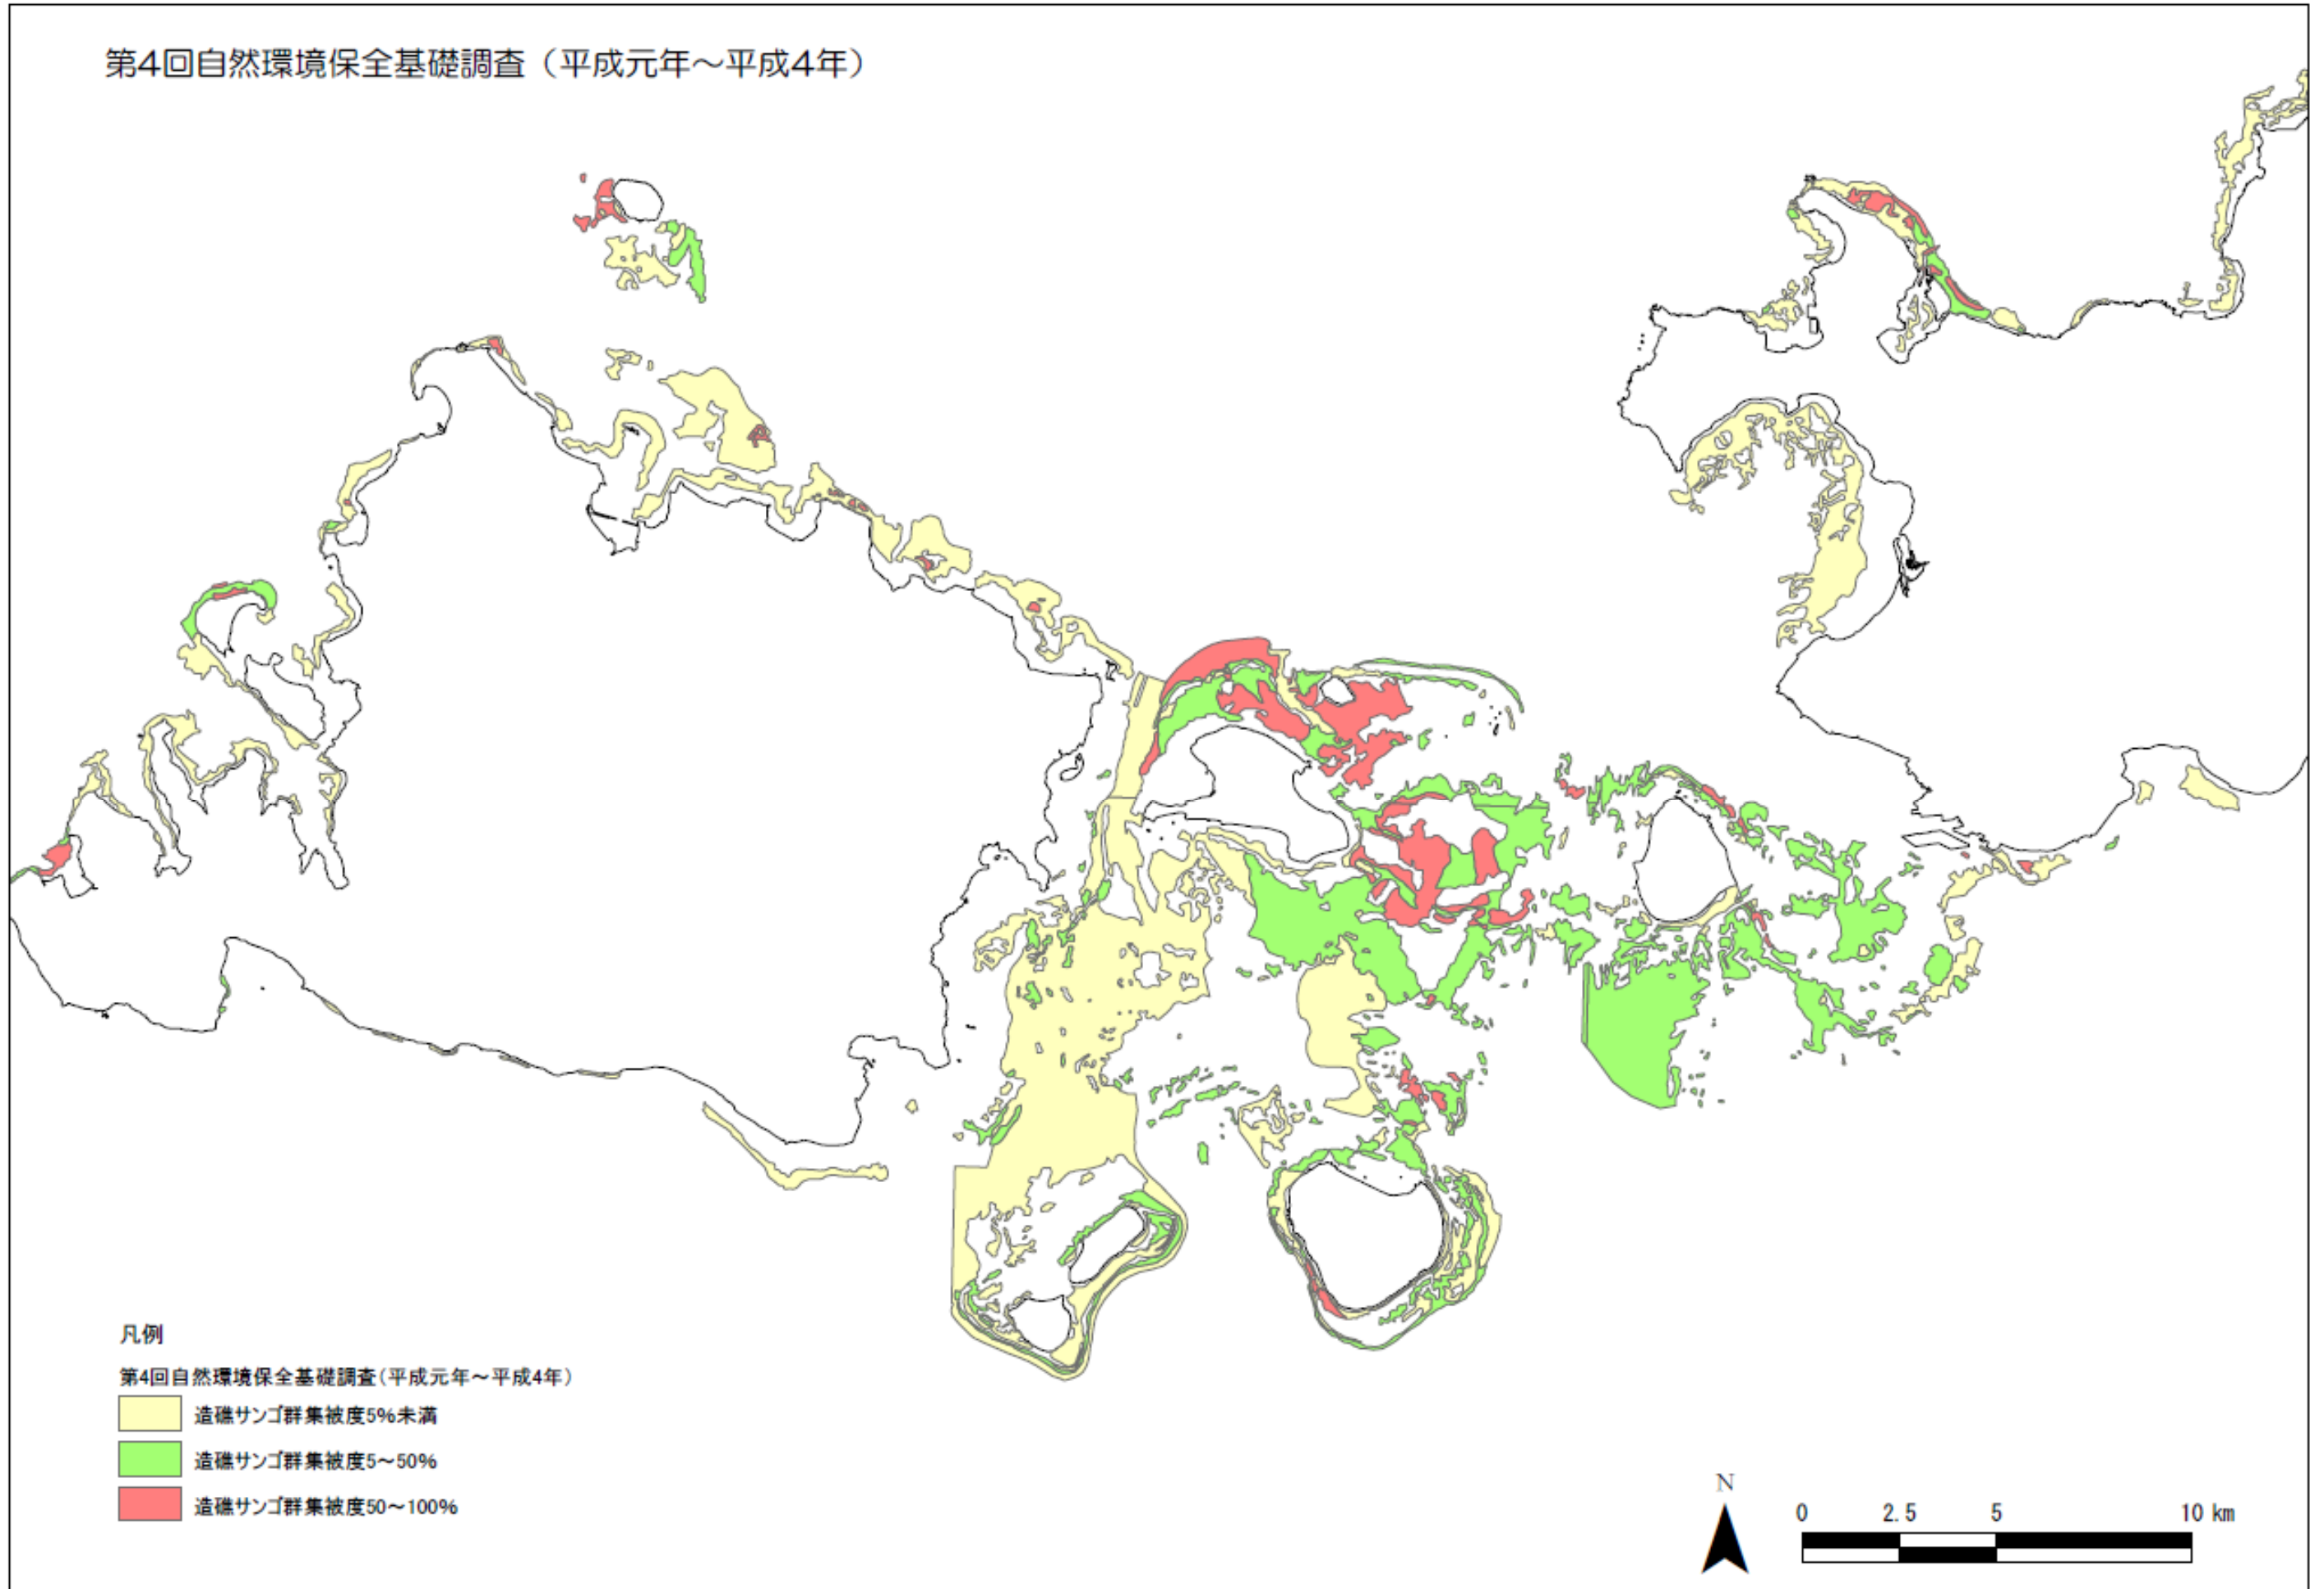 第4回自然環境保全基礎調査（平成元年～平成4年）
凡例
第4回自然環境保全基礎調査(平成元年～平成4年)
造礁サンゴ群集被度5%未満
造礁サンゴ群集被度5～50%
造礁サンゴ群集被度50～100%
N
0 2.5 5 10 km